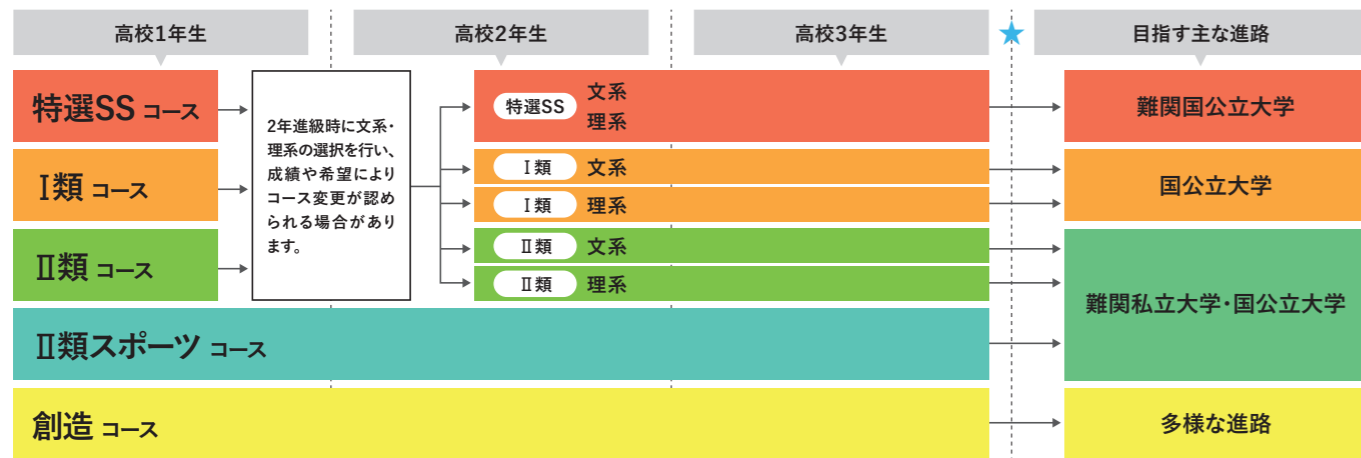 高校1年生
高校2年生
高校3年生
★
目指す主な進路
特選SS コース
Ⅰ類 コース
Ⅱ類 コース
2年進級時に文系・
理系の選択を行い、
成績や希望により
コース変更が認め
られる場合があり
ます。
特選SS
文系
理系
Ⅰ類 文系
Ⅰ類 理系
Ⅱ類 文系
Ⅱ類 理系
難関国公立大学
国公立大学
難関私立大学・国公立大学
Ⅱ類スポーツ コース
創造 コース
多様な進路